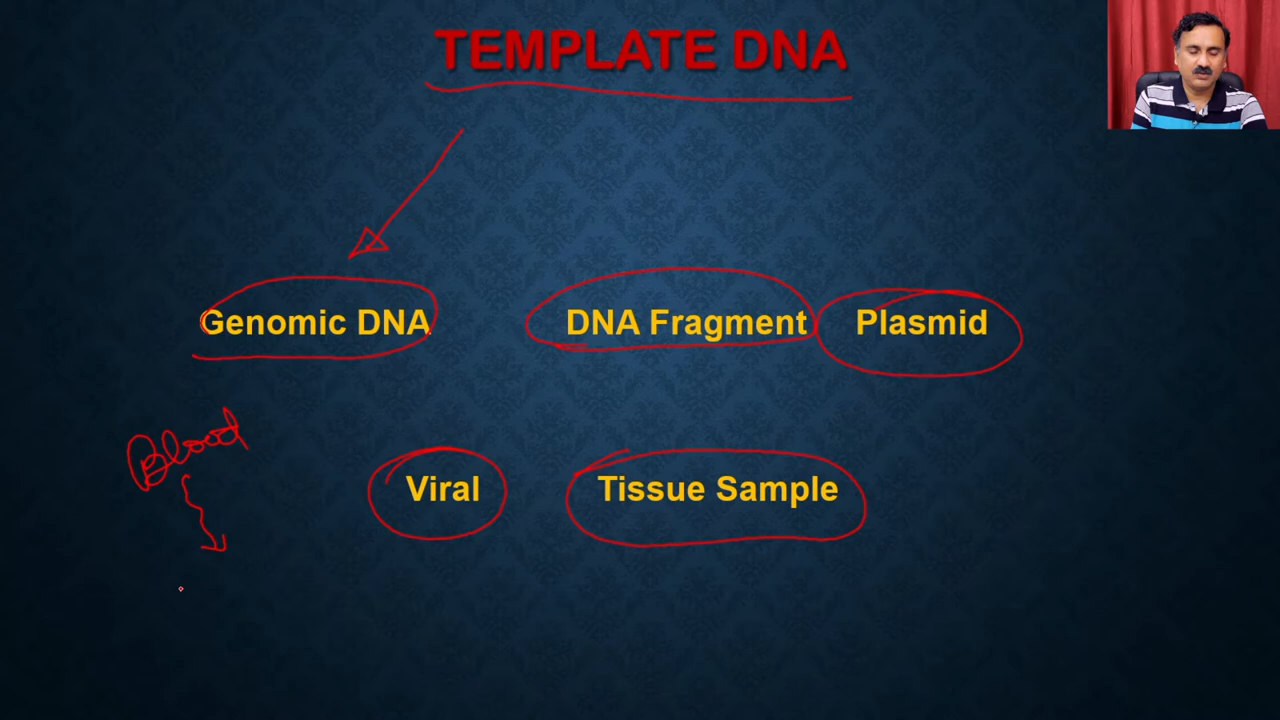 TEMPLATE DNA
Genomic DNA DNA Fragment Plasmid
Blood
Viral Tissue Sample